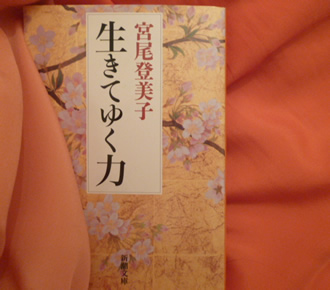 宮尾登美子
生きてゆく力
新潮文庫